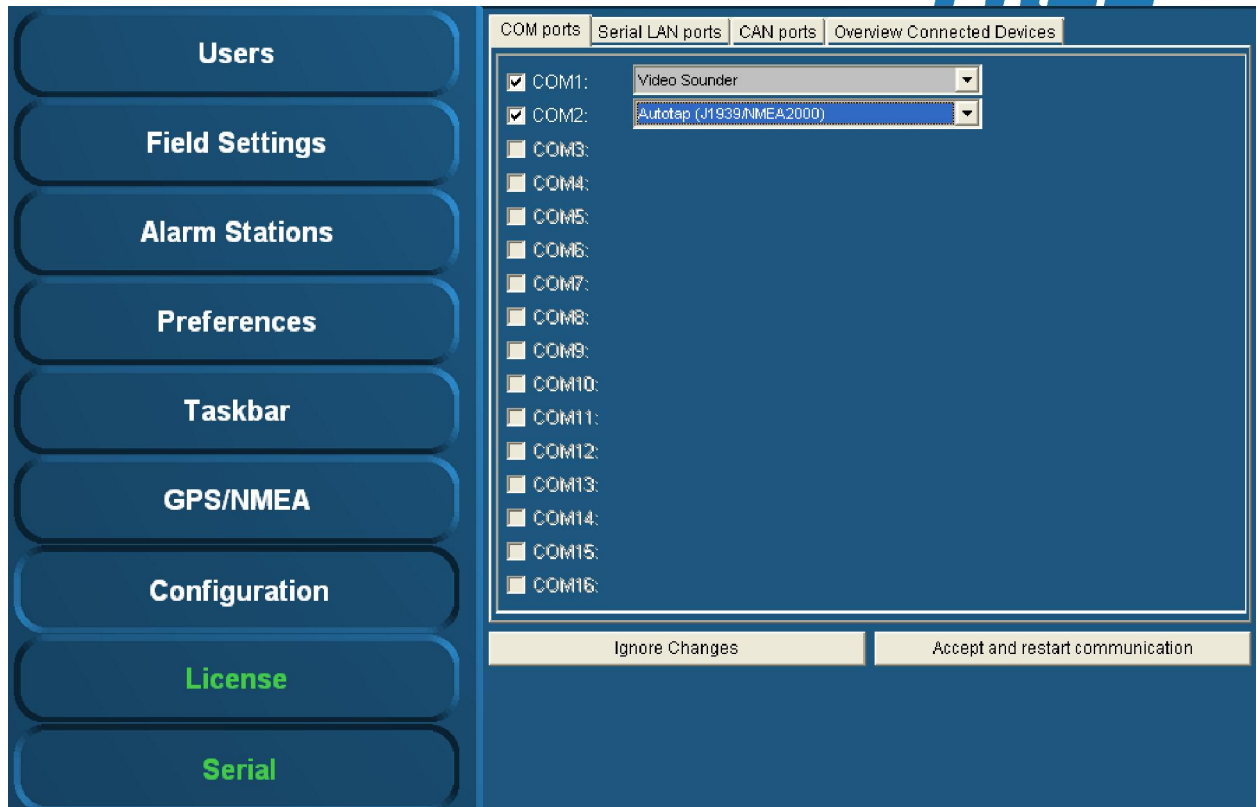 Users
Field Settings
Alarm Stations
Preferences
Taskbar
GPS/NMEA
Configuration
License
Serial
COM ports Serial LAN ports CAN ports Overview Connected Devices
COM1: Video Sounder
COM2: Autotap (J1939/NMEA2000)
COM3:
COM4:
COM5:
COM6:
COM7:
COM8:
COM9:
COM10:
COM11:
COM12:
COM13:
COM14:
COM15:
COM16:
Ignore Changes Accept and restart communication